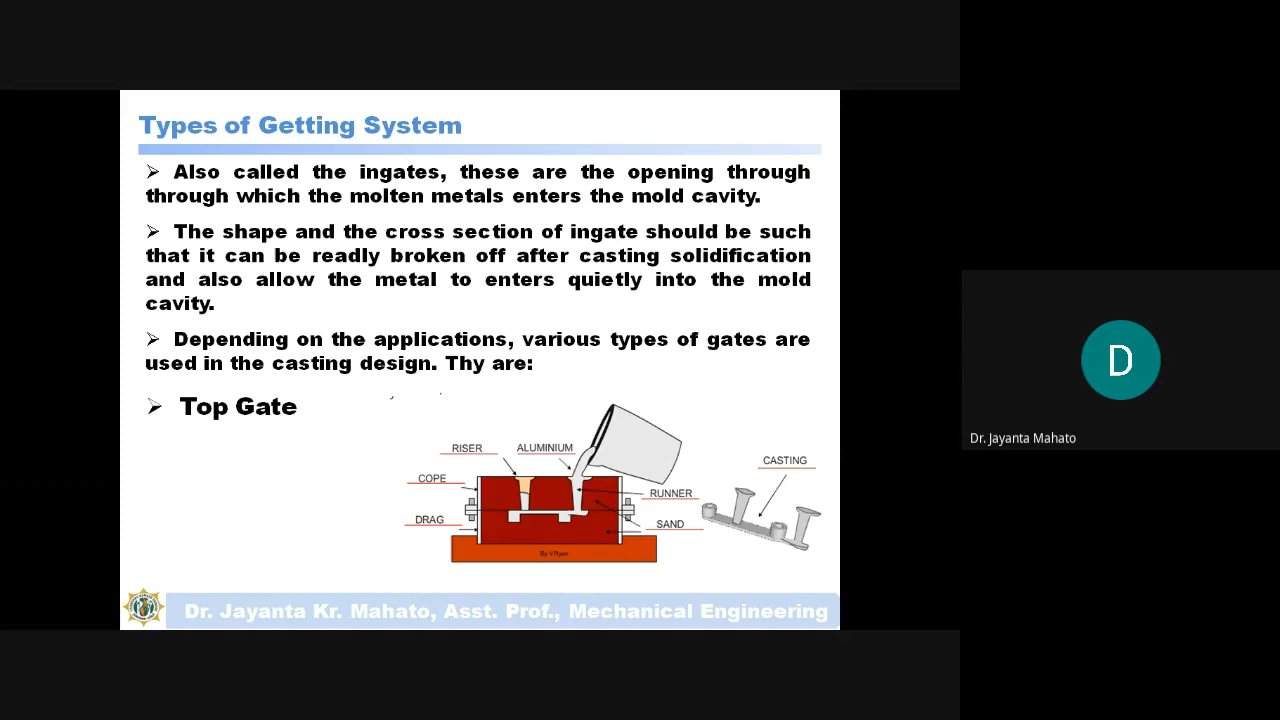 Types of Getting System
➢ Also called the ingates, these are the opening through
through which the molten metals enters the mold cavity.
➢ The shape and the cross section of ingate should be such
that it can be readly broken off after casting solidification
and also allow the metal to enters quietly into the mold
cavity.
➢ Depending on the applications, various types of gates are
used in the casting design. Thy are:
➢ Top Gate
RISER
ALUMINIUM
CASTING
COPE
RUNNER
DRAG
SAND
By V.Ryan
Dr. Jayanta Kr. Mahato, Asst. Prof., Mechanical Engineering
D
Dr. Jayanta Mahato